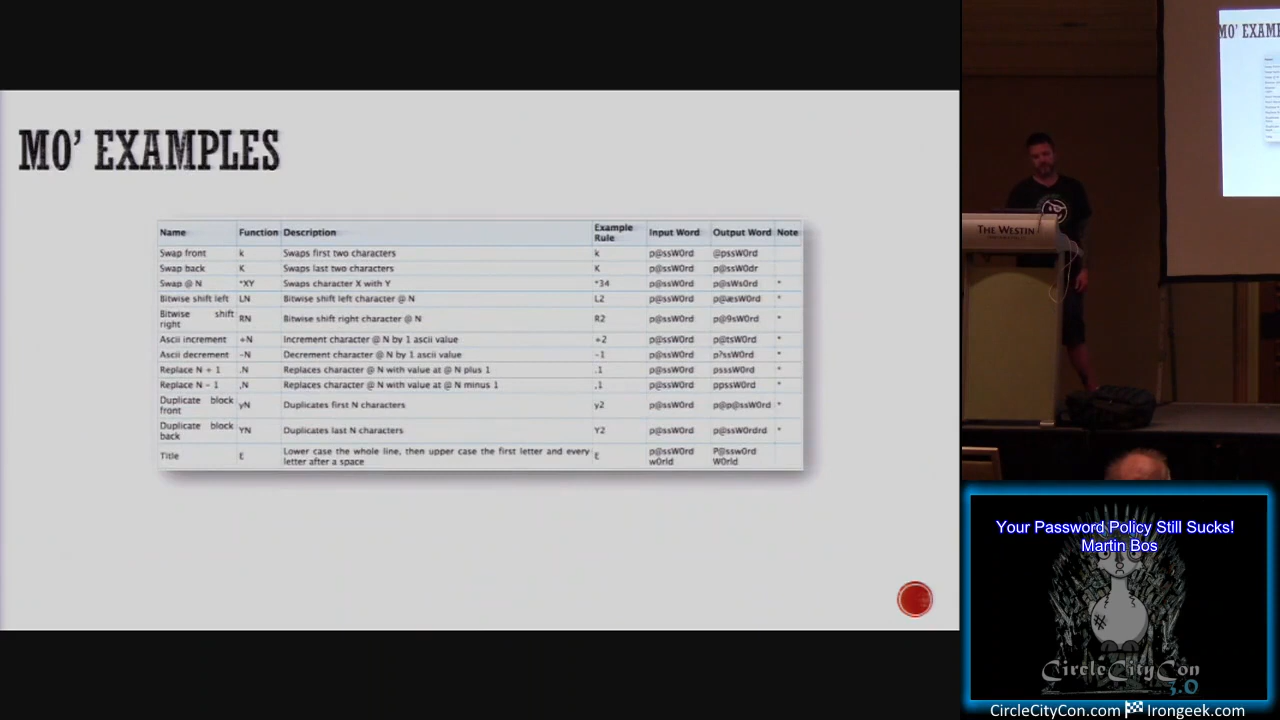 MO' EXAMPLES
Name Function Description Example Rule Input Word Output Word Note
Swap front k Swaps first two characters k p@ssW0rd @pssW0rd
Swap back K Swaps last two characters K p@ssW0rd p@ssW0dr
Swap @ N *XY Swaps character X with Y *34 p@ssW0rd p@sWs0rd *
Bitwise shift left LN Bitwise shift left character @ N L2 p@ssW0rd p@æsW0rd *
Bitwise shift right RN Bitwise shift right character @ N R2 p@ssW0rd p@9sW0rd *
Ascii increment +N Increment character @ N by 1 ascii value +2 p@ssW0rd p@tsW0rd *
Ascii decrement -N Decrement character @ N by 1 ascii value -1 p@ssW0rd p?ssW0rd *
Replace N + 1 .N Replaces character @ N with value at @ N plus 1 .1 p@ssW0rd psssW0rd *
Replace N - 1 ,N Replaces character @ N with value at @ N minus 1 ,1 p@ssW0rd ppssW0rd *
Duplicate block front yN Duplicates first N characters y2 p@ssW0rd p@p@ssW0rd *
Duplicate block back YN Duplicates last N characters Y2 p@ssW0rd p@ssW0rdrd *
Title E Lower case the whole line, then upper case the first letter and every letter after a space E p@ssW0rd w0rld P@ssw0rd W0rld
MO' EXAM
THE WESTIN
Your Password Policy Still Sucks!
Martin Bos
CircleCityCon
3.0
CircleCityCon.com Irongeek.com